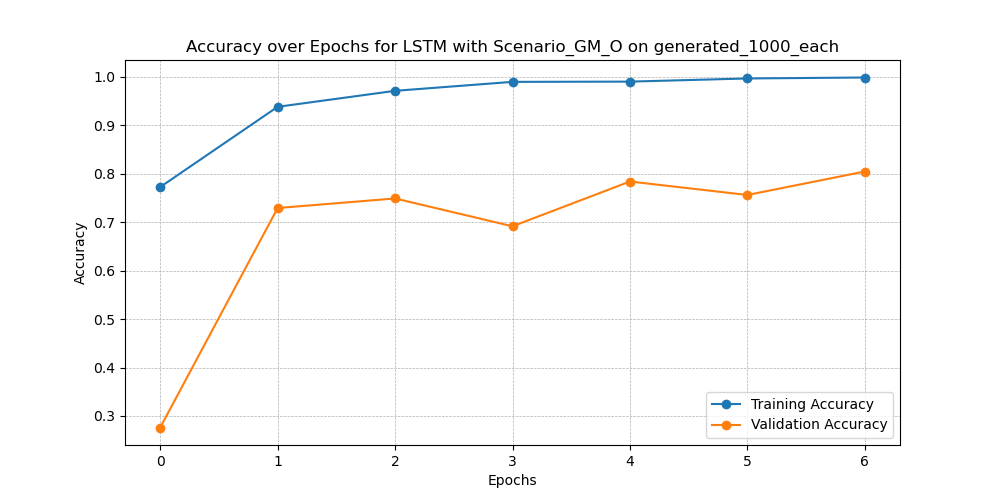 Accuracy over Epochs for LSTM with Scenario_GM_O on generated_1000_each
1.0
0.9
0.8
0.7
0.6
0.5
0.4
0.3
Accuracy
Training Accuracy
Validation Accuracy
0 1 2 3 4 5 6
Epochs